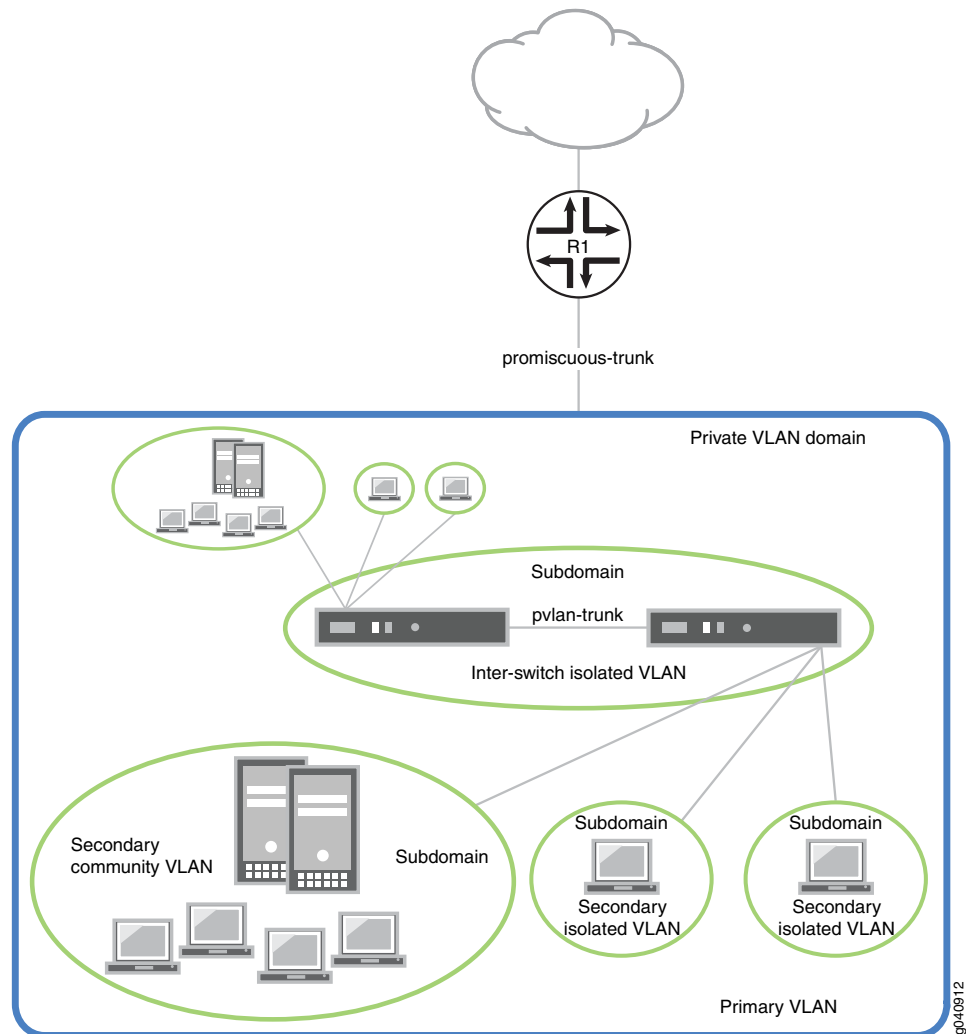 R1
promiscuous-trunk
Private VLAN domain
Subdomain
pvlan-trunk
Inter-switch isolated VLAN
Secondary
community VLAN
Subdomain
Subdomain
Secondary
isolated VLAN
Subdomain
Secondary
isolated VLAN
Primary VLAN
g040912